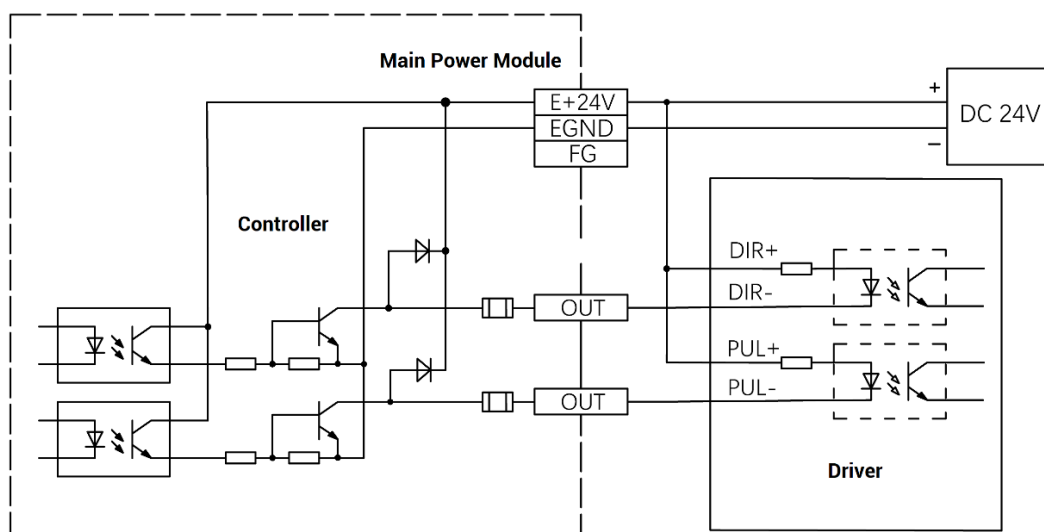 Main Power Module
E+24V
+
DC 24V
EGND
−
FG
Controller
DIR+
DIR-
OUT
PUL+
PUL-
OUT
Driver